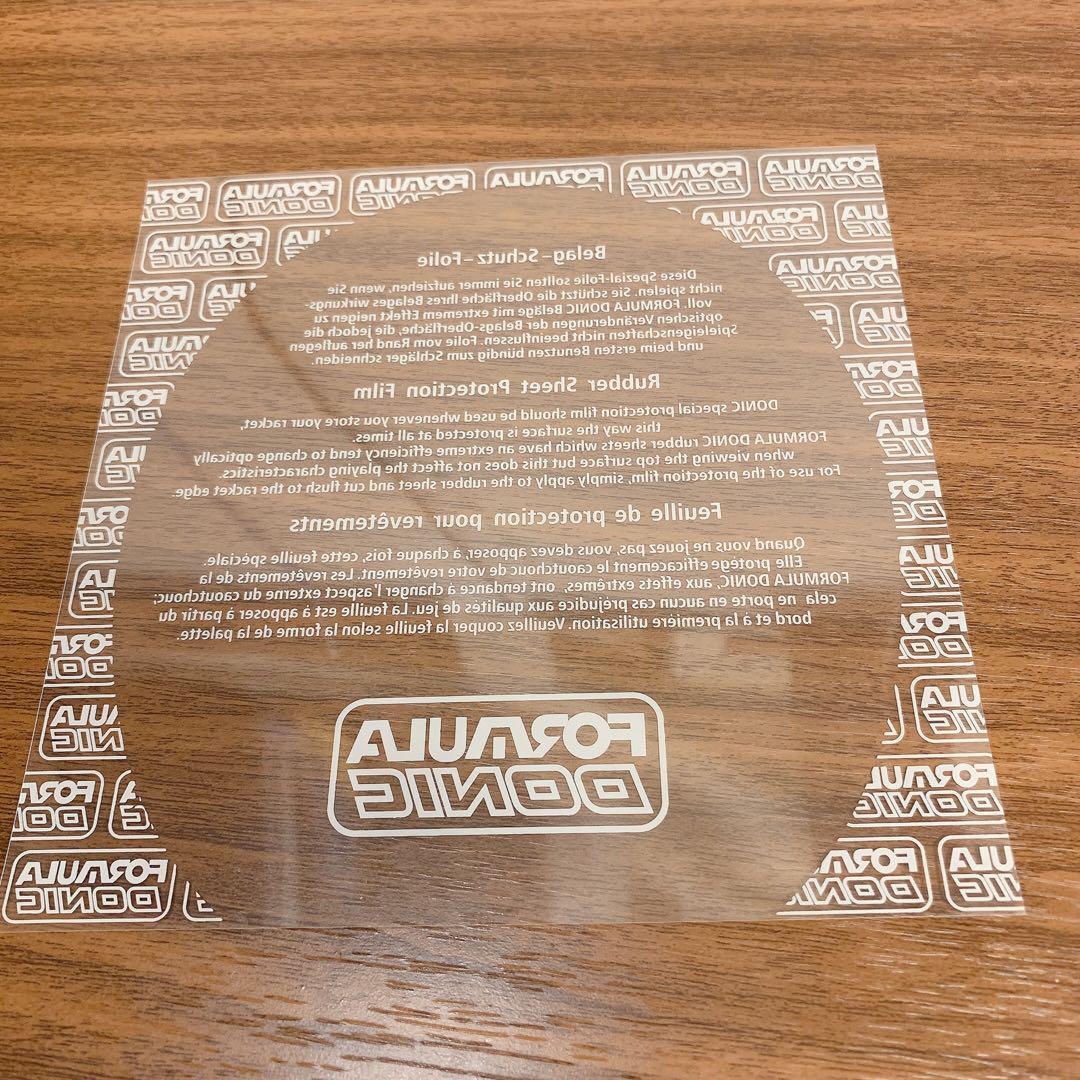 FORMULA DONIC FORMULA DONIC FORMULA DONIC FORMULA DONIC FORMULA DONIC
Belag-Schutz-Folie
Diese Spezial-Folie sollten Sie immer aufziehen, wenn Sie
nicht spielen. Sie schützt die Oberfläche Ihres Belages wirkungs-
voll. FORMULA DONIC Beläge mit extremem Effekt neigen zu
optischen Veränderungen der Belags-Oberfläche, die jedoch die
Spieleigenschaften nicht beeinflussen. Folie vom Rand her auflegen
und beim ersten Benutzen bündig zum Schläger schneiden.
Rubber Sheet Protection Film
DONIC special protection film should be used whenever you store your racket,
this way the surface is protected at all times.
FORMULA DONIC rubber sheets which have an extreme efficiency tend to change optically
when viewing the top surface but this does not affect the playing characteristics.
For use of the protection film, simply apply to the rubber sheet and cut flush to the racket edge.
Feuille de protection pour revêtements
Quand vous ne jouez pas, vous devez apposer, à chaque fois, cette feuille spéciale.
Elle protége efficacement le caoutchouc de votre revêtement. Les revêtements de la
FORMULA DONIC, aux effets extrêmes, ont tendance à changer l'aspect externe du caoutchouc;
cela ne porte en aucun cas préjudice aux qualités de jeu. La feuille est à apposer à partir du
bord et à la première utilisation. Veuillez couper la feuille selon la forme de la palette.
FORMULA
DONIC